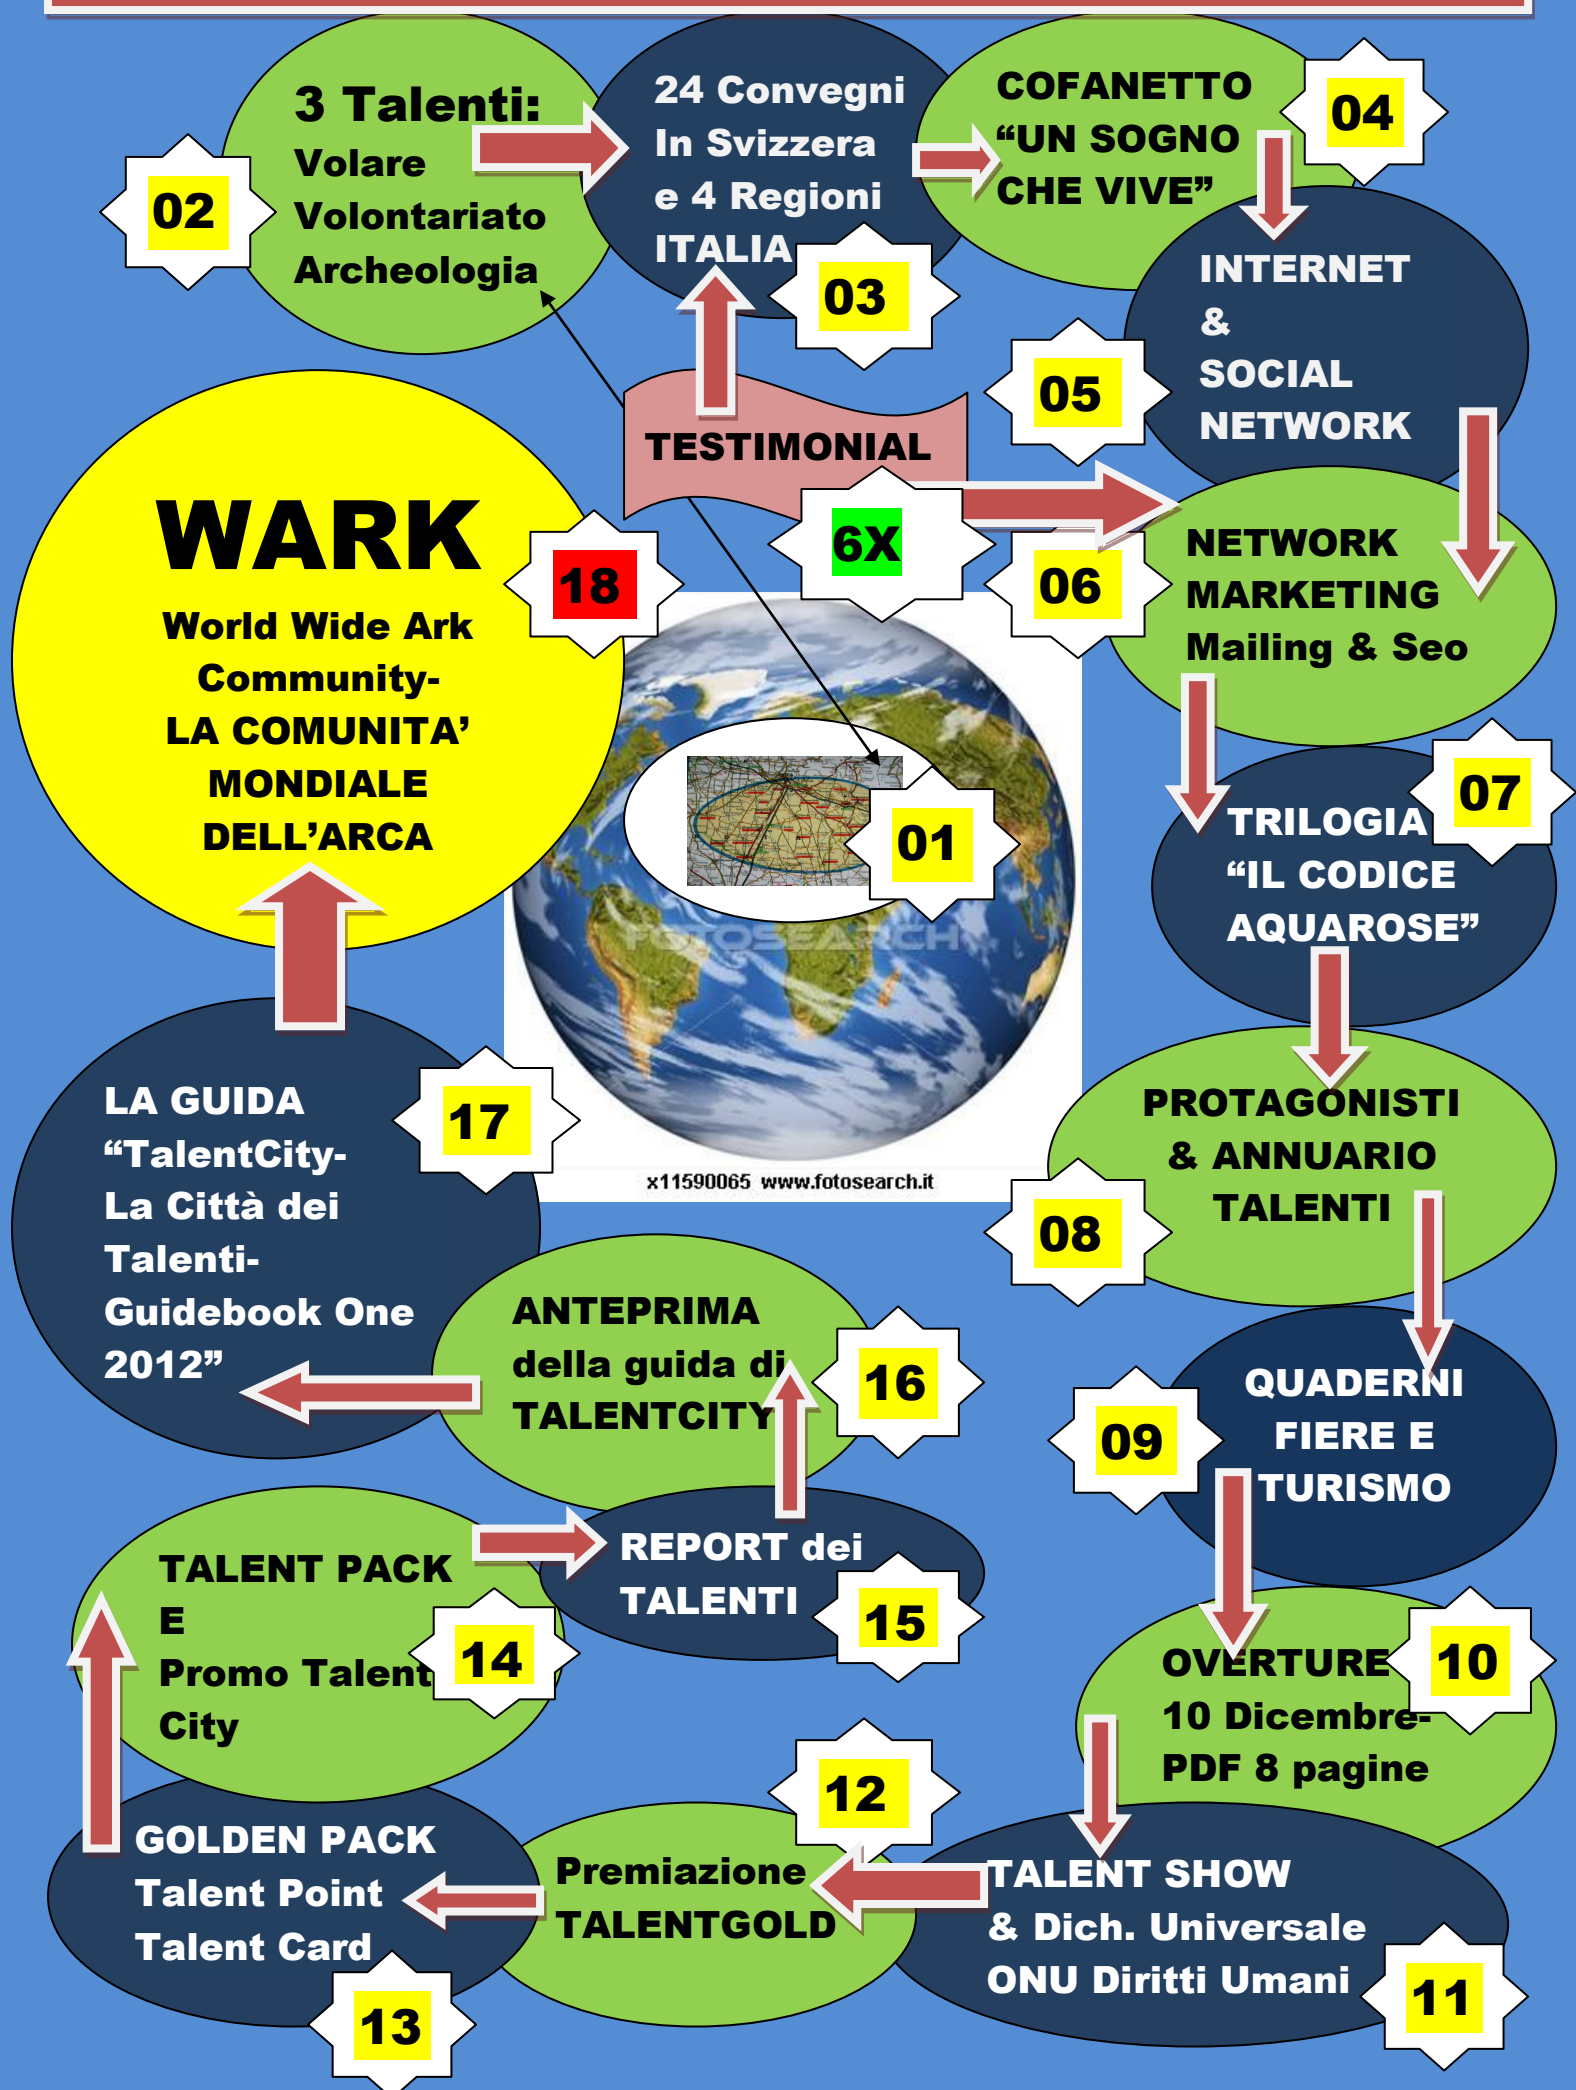 02
3 Talenti:
Volare
Volontariato
Archeologia
24 Convegni
In Svizzera
e 4 Regioni
ITALIA
03
COFANETTO
“UN SOGNO
CHE VIVE”
04
INTERNET
&
SOCIAL
NETWORK
05
TESTIMONIAL
6X
NETWORK
MARKETING
Mailing & Seo
06
WARK
World Wide Ark
Community-
LA COMUNITA’
MONDIALE
DELL’ARCA
18
01
FOTOSEARCH
x11590065 www.fotosearch.it
TRILOGIA
“IL CODICE
AQUAROSE”
07
PROTAGONISTI
& ANNUARIO
TALENTI
08
QUADERNI
FIERE E
TURISMO
09
OVERTURE
10 Dicembre-
PDF 8 pagine
10
TALENT SHOW
& Dich. Universale
ONU Diritti Umani
11
Premiazione
TALENTGOLD
12
GOLDEN PACK
Talent Point
Talent Card
13
TALENT PACK
E
Promo Talent
City
14
REPORT dei
TALENTI
15
ANTEPRIMA
della guida di
TALENTCITY
16
LA GUIDA
“TalentCity-
La Città dei
Talenti-
Guidebook One
2012”
17